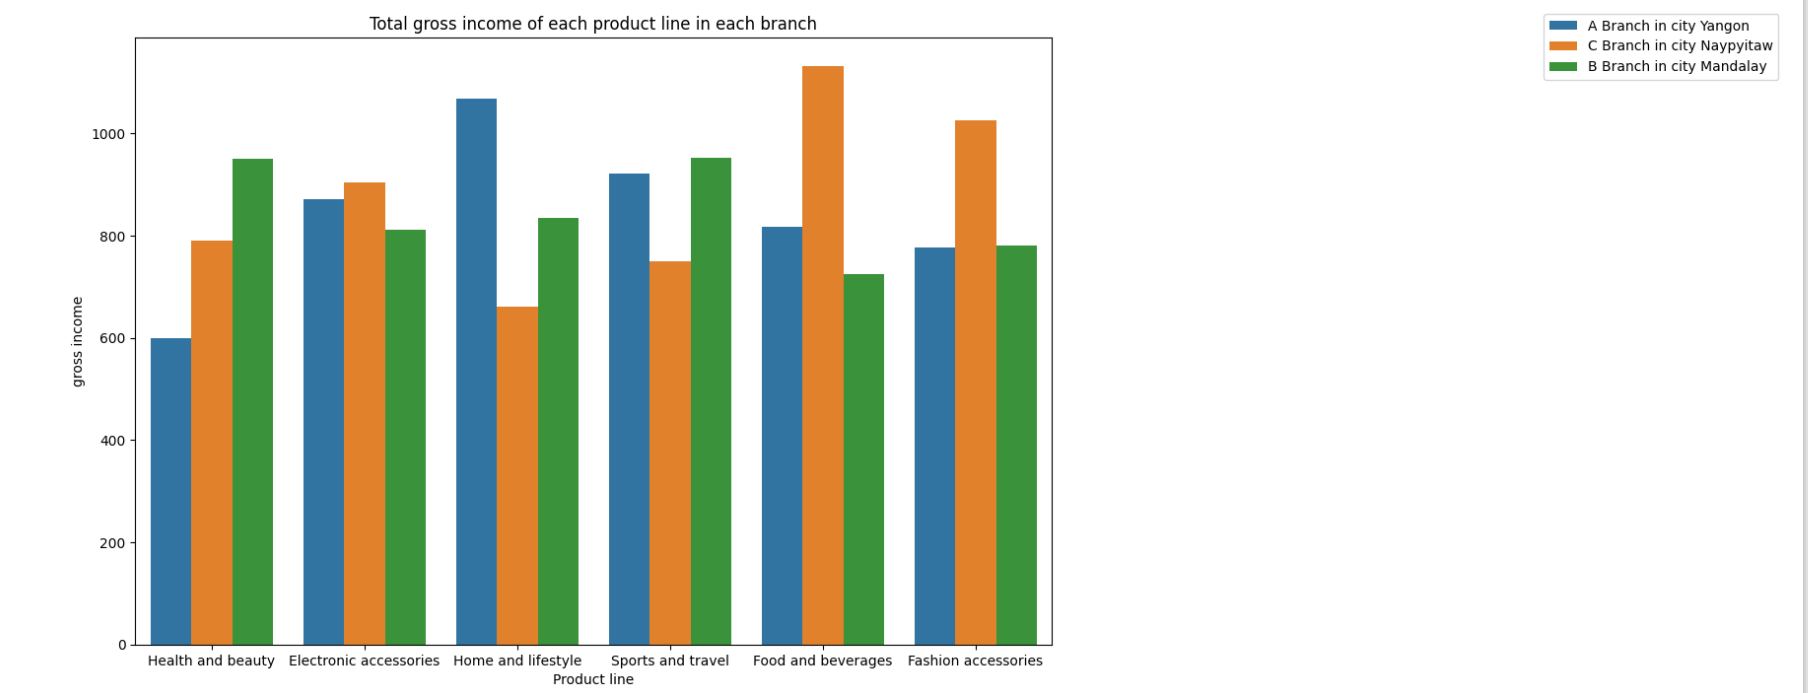 Total gross income of each product line in each branch
A Branch in city Yangon
C Branch in city Naypyitaw
B Branch in city Mandalay
1000
800
600
400
200
0
gross income
Health and beauty
Electronic accessories
Home and lifestyle
Sports and travel
Food and beverages
Fashion accessories
Product line